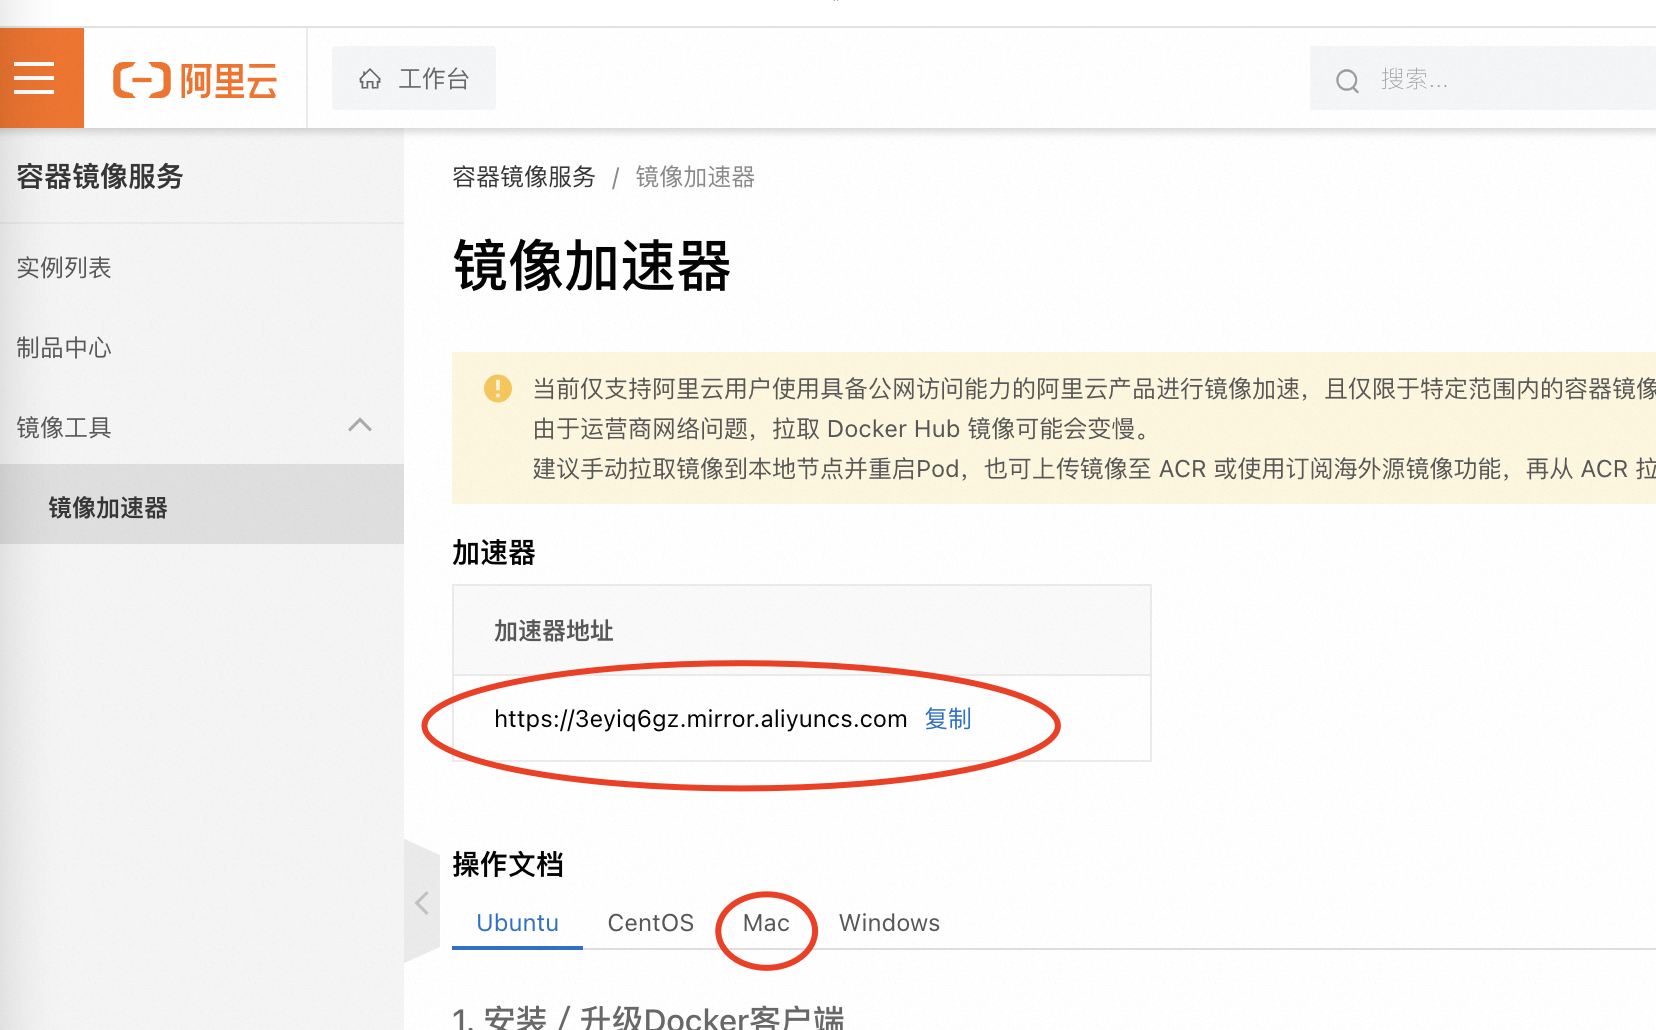 阿里云
工作台
搜索...
容器镜像服务
实例列表
制品中心
镜像工具
镜像加速器
容器镜像服务 / 镜像加速器
镜像加速器
当前仅支持阿里云用户使用具备公网访问能力的阿里云产品进行镜像加速，且仅限于特定范围内的容器镜像
由于运营商网络问题，拉取 Docker Hub 镜像可能会变慢。
建议手动拉取镜像到本地节点并重启Pod，也可上传镜像至 ACR 或使用订阅海外源镜像功能，再从 ACR 拉
加速器
加速器地址
https://3eyiq6gz.mirror.aliyuncs.com 复制
操作文档
Ubuntu CentOS Mac Windows
1. 安装 / 升级Docker客户端